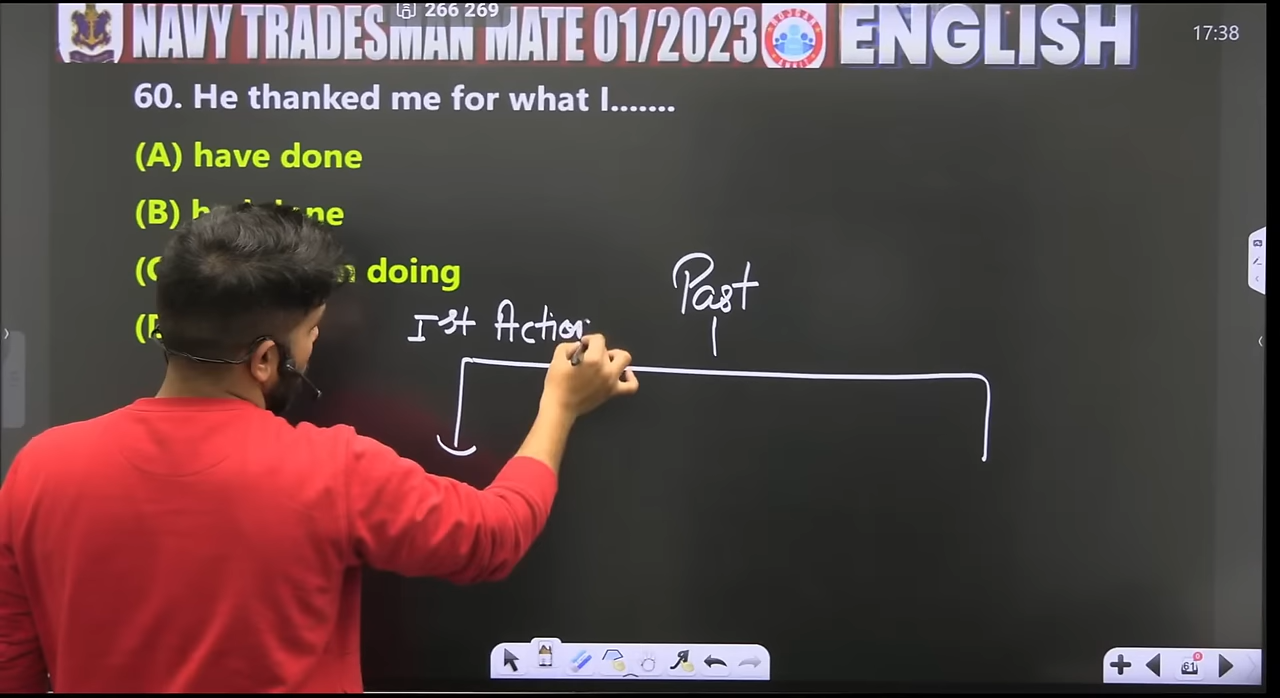 266 269
NAVY TRADESMAN MATE 01/2023 ENGLISH
17:38
60. He thanked me for what I.......
(A) have done
(B)
doing
Past
Ist Action
61